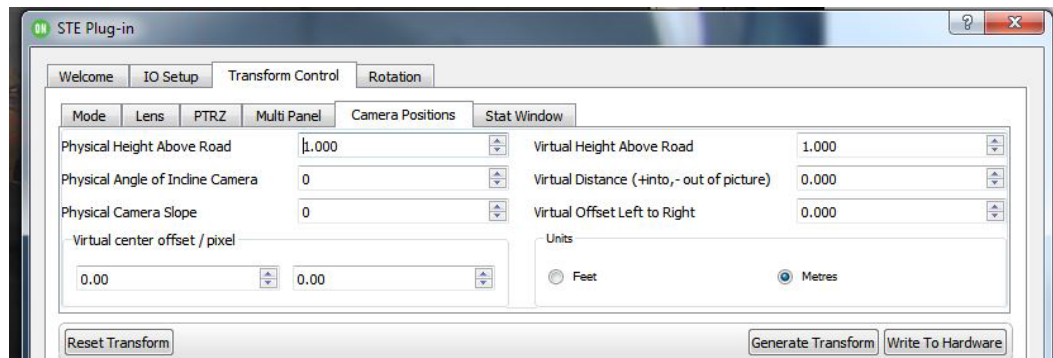 ON STE Plug-in
Welcome IO Setup Transform Control Rotation
Mode Lens PTRZ Multi Panel Camera Positions Stat Window
Physical Height Above Road 1.000 Virtual Height Above Road 1.000
Physical Angle of Incline Camera 0 Virtual Distance (+into,- out of picture) 0.000
Physical Camera Slope 0 Virtual Offset Left to Right 0.000
Virtual center offset / pixel Units
0.00 0.00 Feet Metres
Reset Transform Generate Transform Write To Hardware